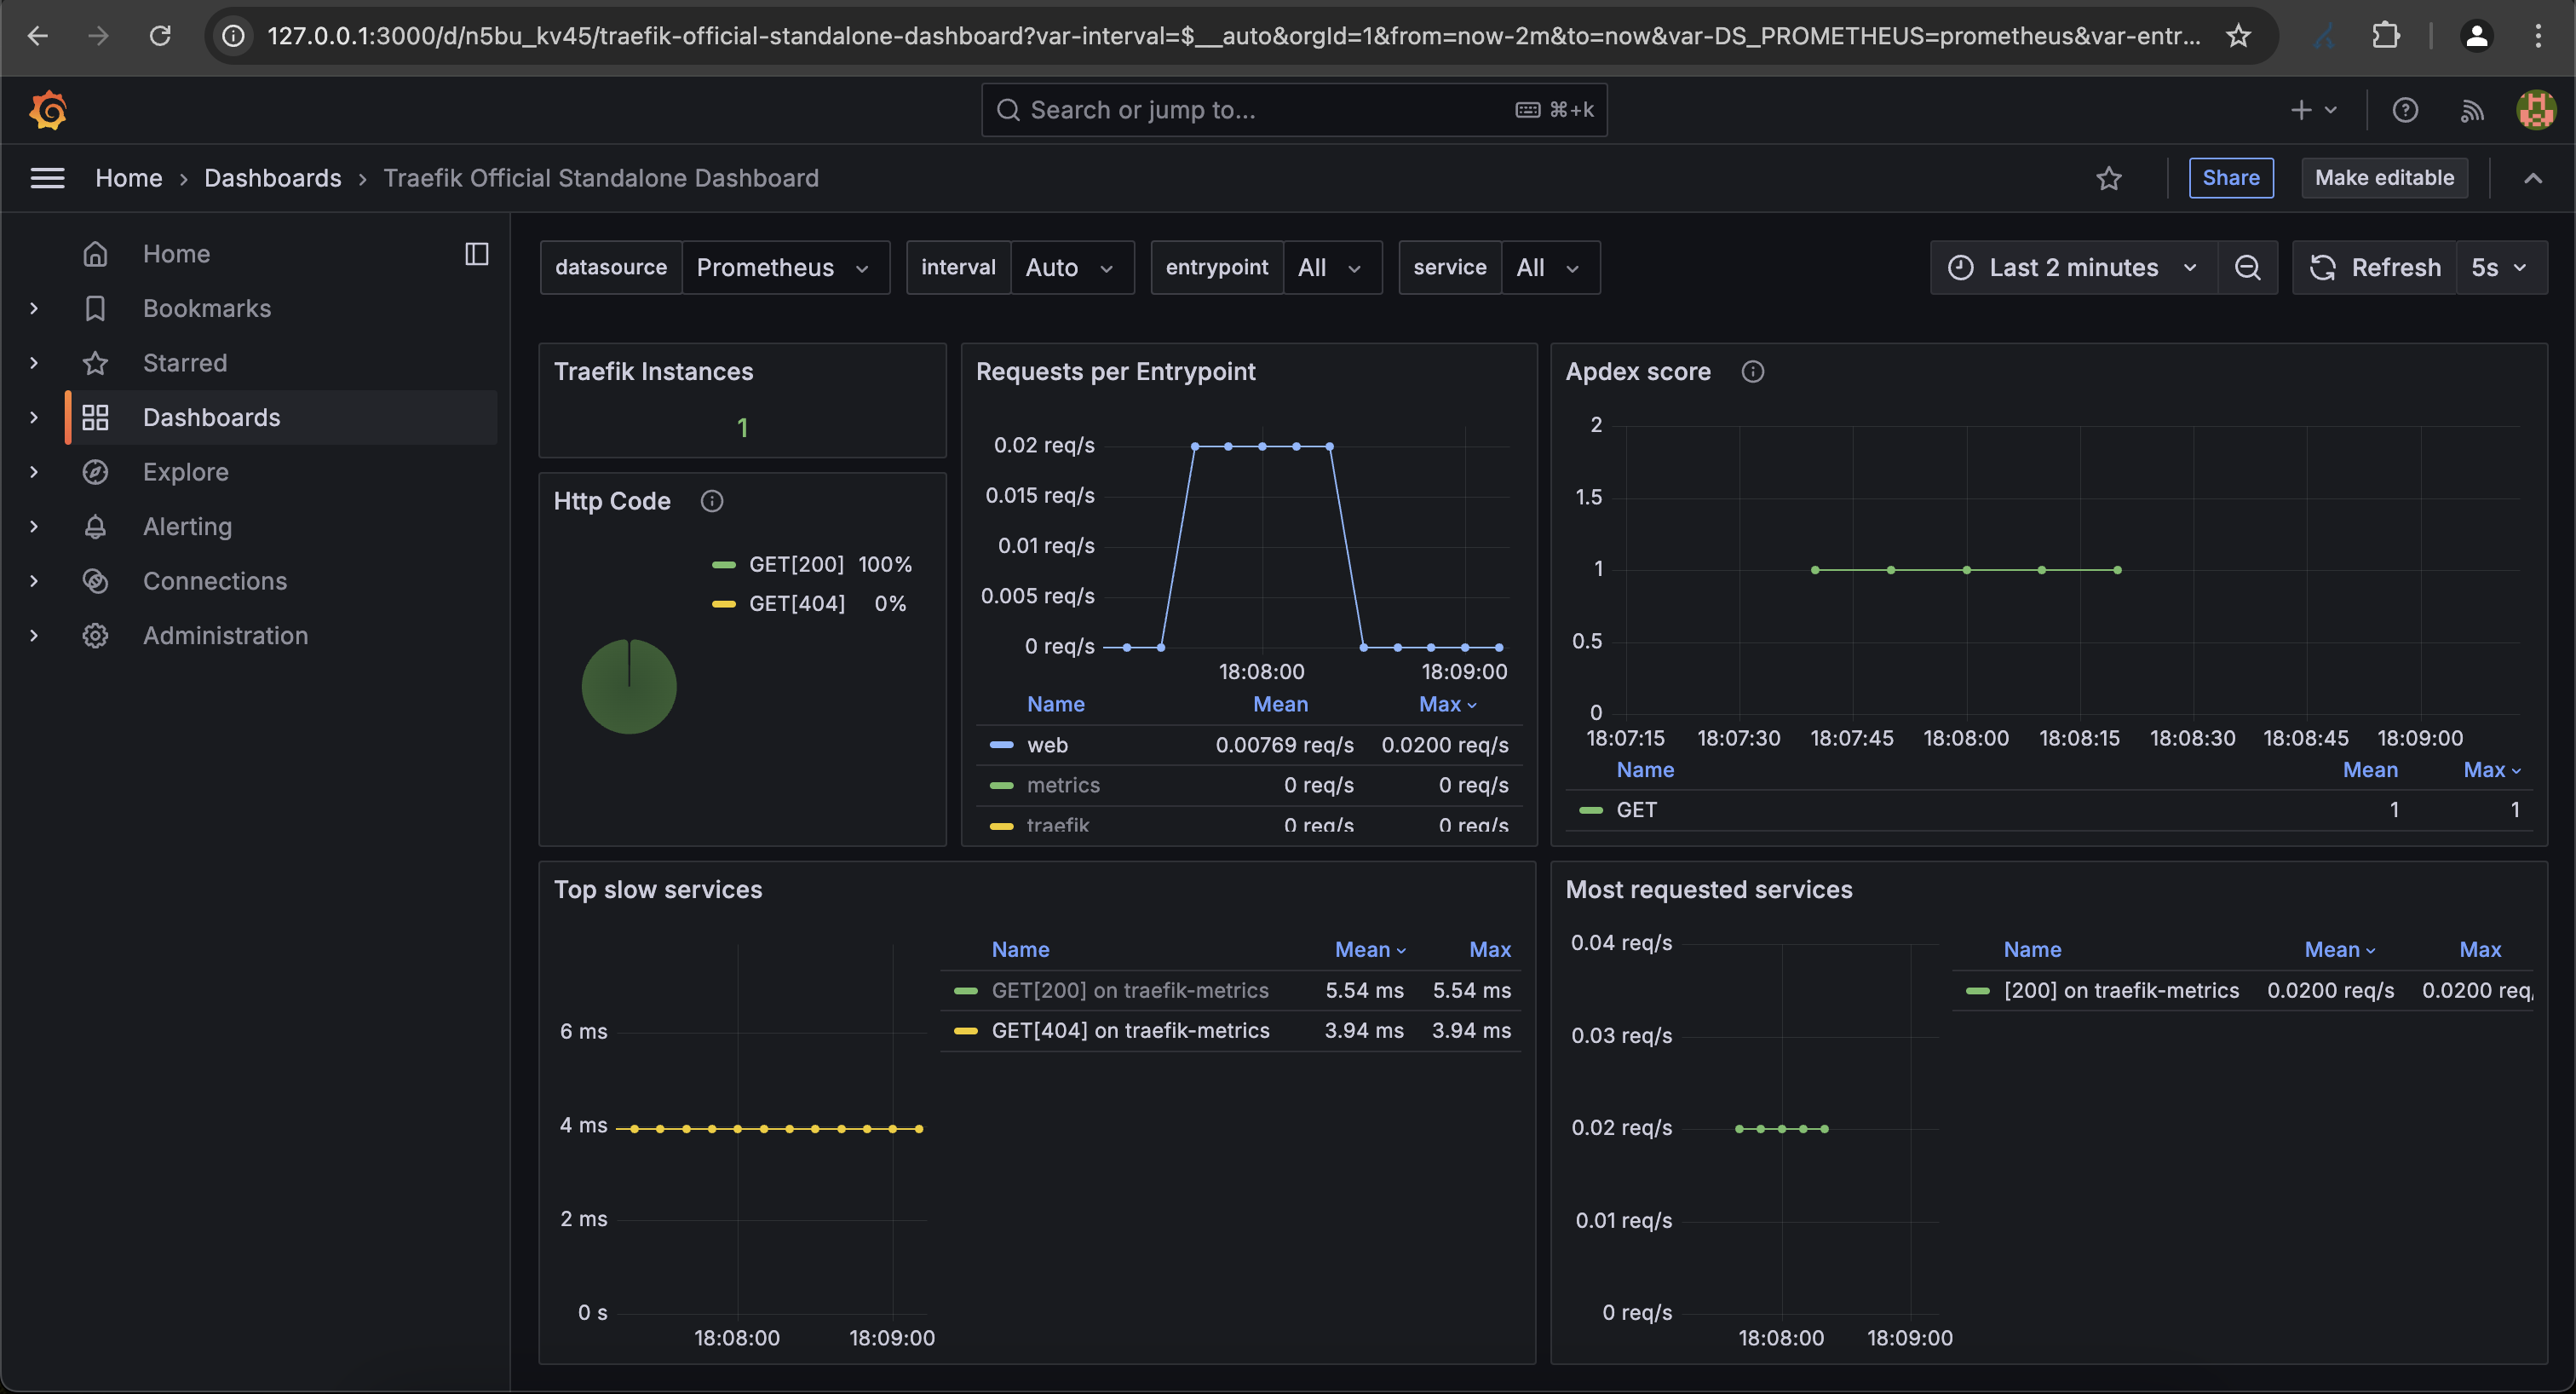 127.0.0.1:3000/d/n5bu_kv45/traefik-official-standalone-dashboard?var-interval=$__auto&orgId=1&from=now-2m&to=now&var-DS_PROMETHEUS=prometheus&var-entr...
Search or jump to...
⌘+k
Home › Dashboards › Traefik Official Standalone Dashboard
Share
Make editable
Home
Bookmarks
Starred
Dashboards
Explore
Alerting
Connections
Administration
datasource Prometheus
interval Auto
entrypoint All
service All
Last 2 minutes
Refresh 5s
Traefik Instances
1
Http Code
GET[200] 100%
GET[404] 0%
Requests per Entrypoint
0.02 req/s
0.015 req/s
0.01 req/s
0.005 req/s
0 req/s
18:08:00 18:09:00
Name Mean Max
web 0.00769 req/s 0.0200 req/s
metrics 0 req/s 0 req/s
traefik 0 req/s 0 req/s
Apdex score
2
1.5
1
0.5
0
18:07:15 18:07:30 18:07:45 18:08:00 18:08:15 18:08:30 18:08:45 18:09:00
Name Mean Max
GET 1 1
Top slow services
6 ms
4 ms
2 ms
0 s
18:08:00 18:09:00
Name Mean Max
GET[200] on traefik-metrics 5.54 ms 5.54 ms
GET[404] on traefik-metrics 3.94 ms 3.94 ms
Most requested services
0.04 req/s
0.03 req/s
0.02 req/s
0.01 req/s
0 req/s
18:08:00 18:09:00
Name Mean Max
[200] on traefik-metrics 0.0200 req/s 0.0200 req/